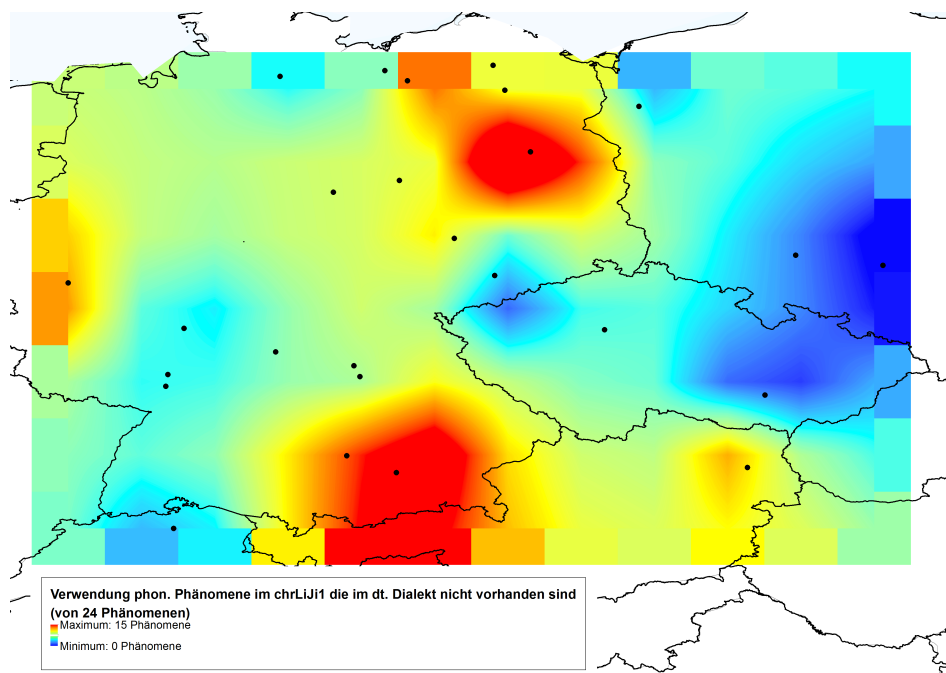 Verwendung phon. Phänomene im chrLiJi1 die im dt. Dialekt nicht vorhanden sind
(von 24 Phänomenen)
Maximum: 15 Phänomene
Minimum: 0 Phänomene